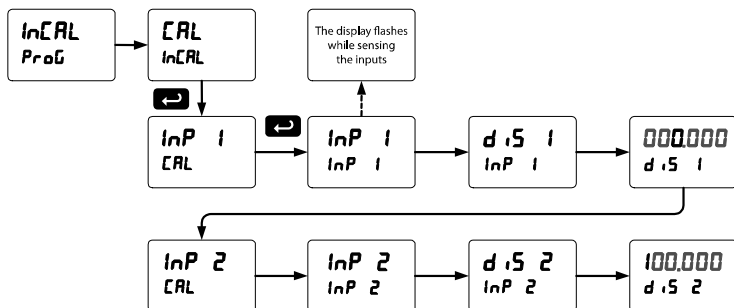 InCAL
ProG
CAL
InCAL
The display flashes
while sensing
the inputs
InP 1
CAL
InP 1
InP 1
diS 1
InP 1
000.000
diS 1
InP 2
CAL
InP 2
InP 2
diS 2
InP 2
100.000
diS 2